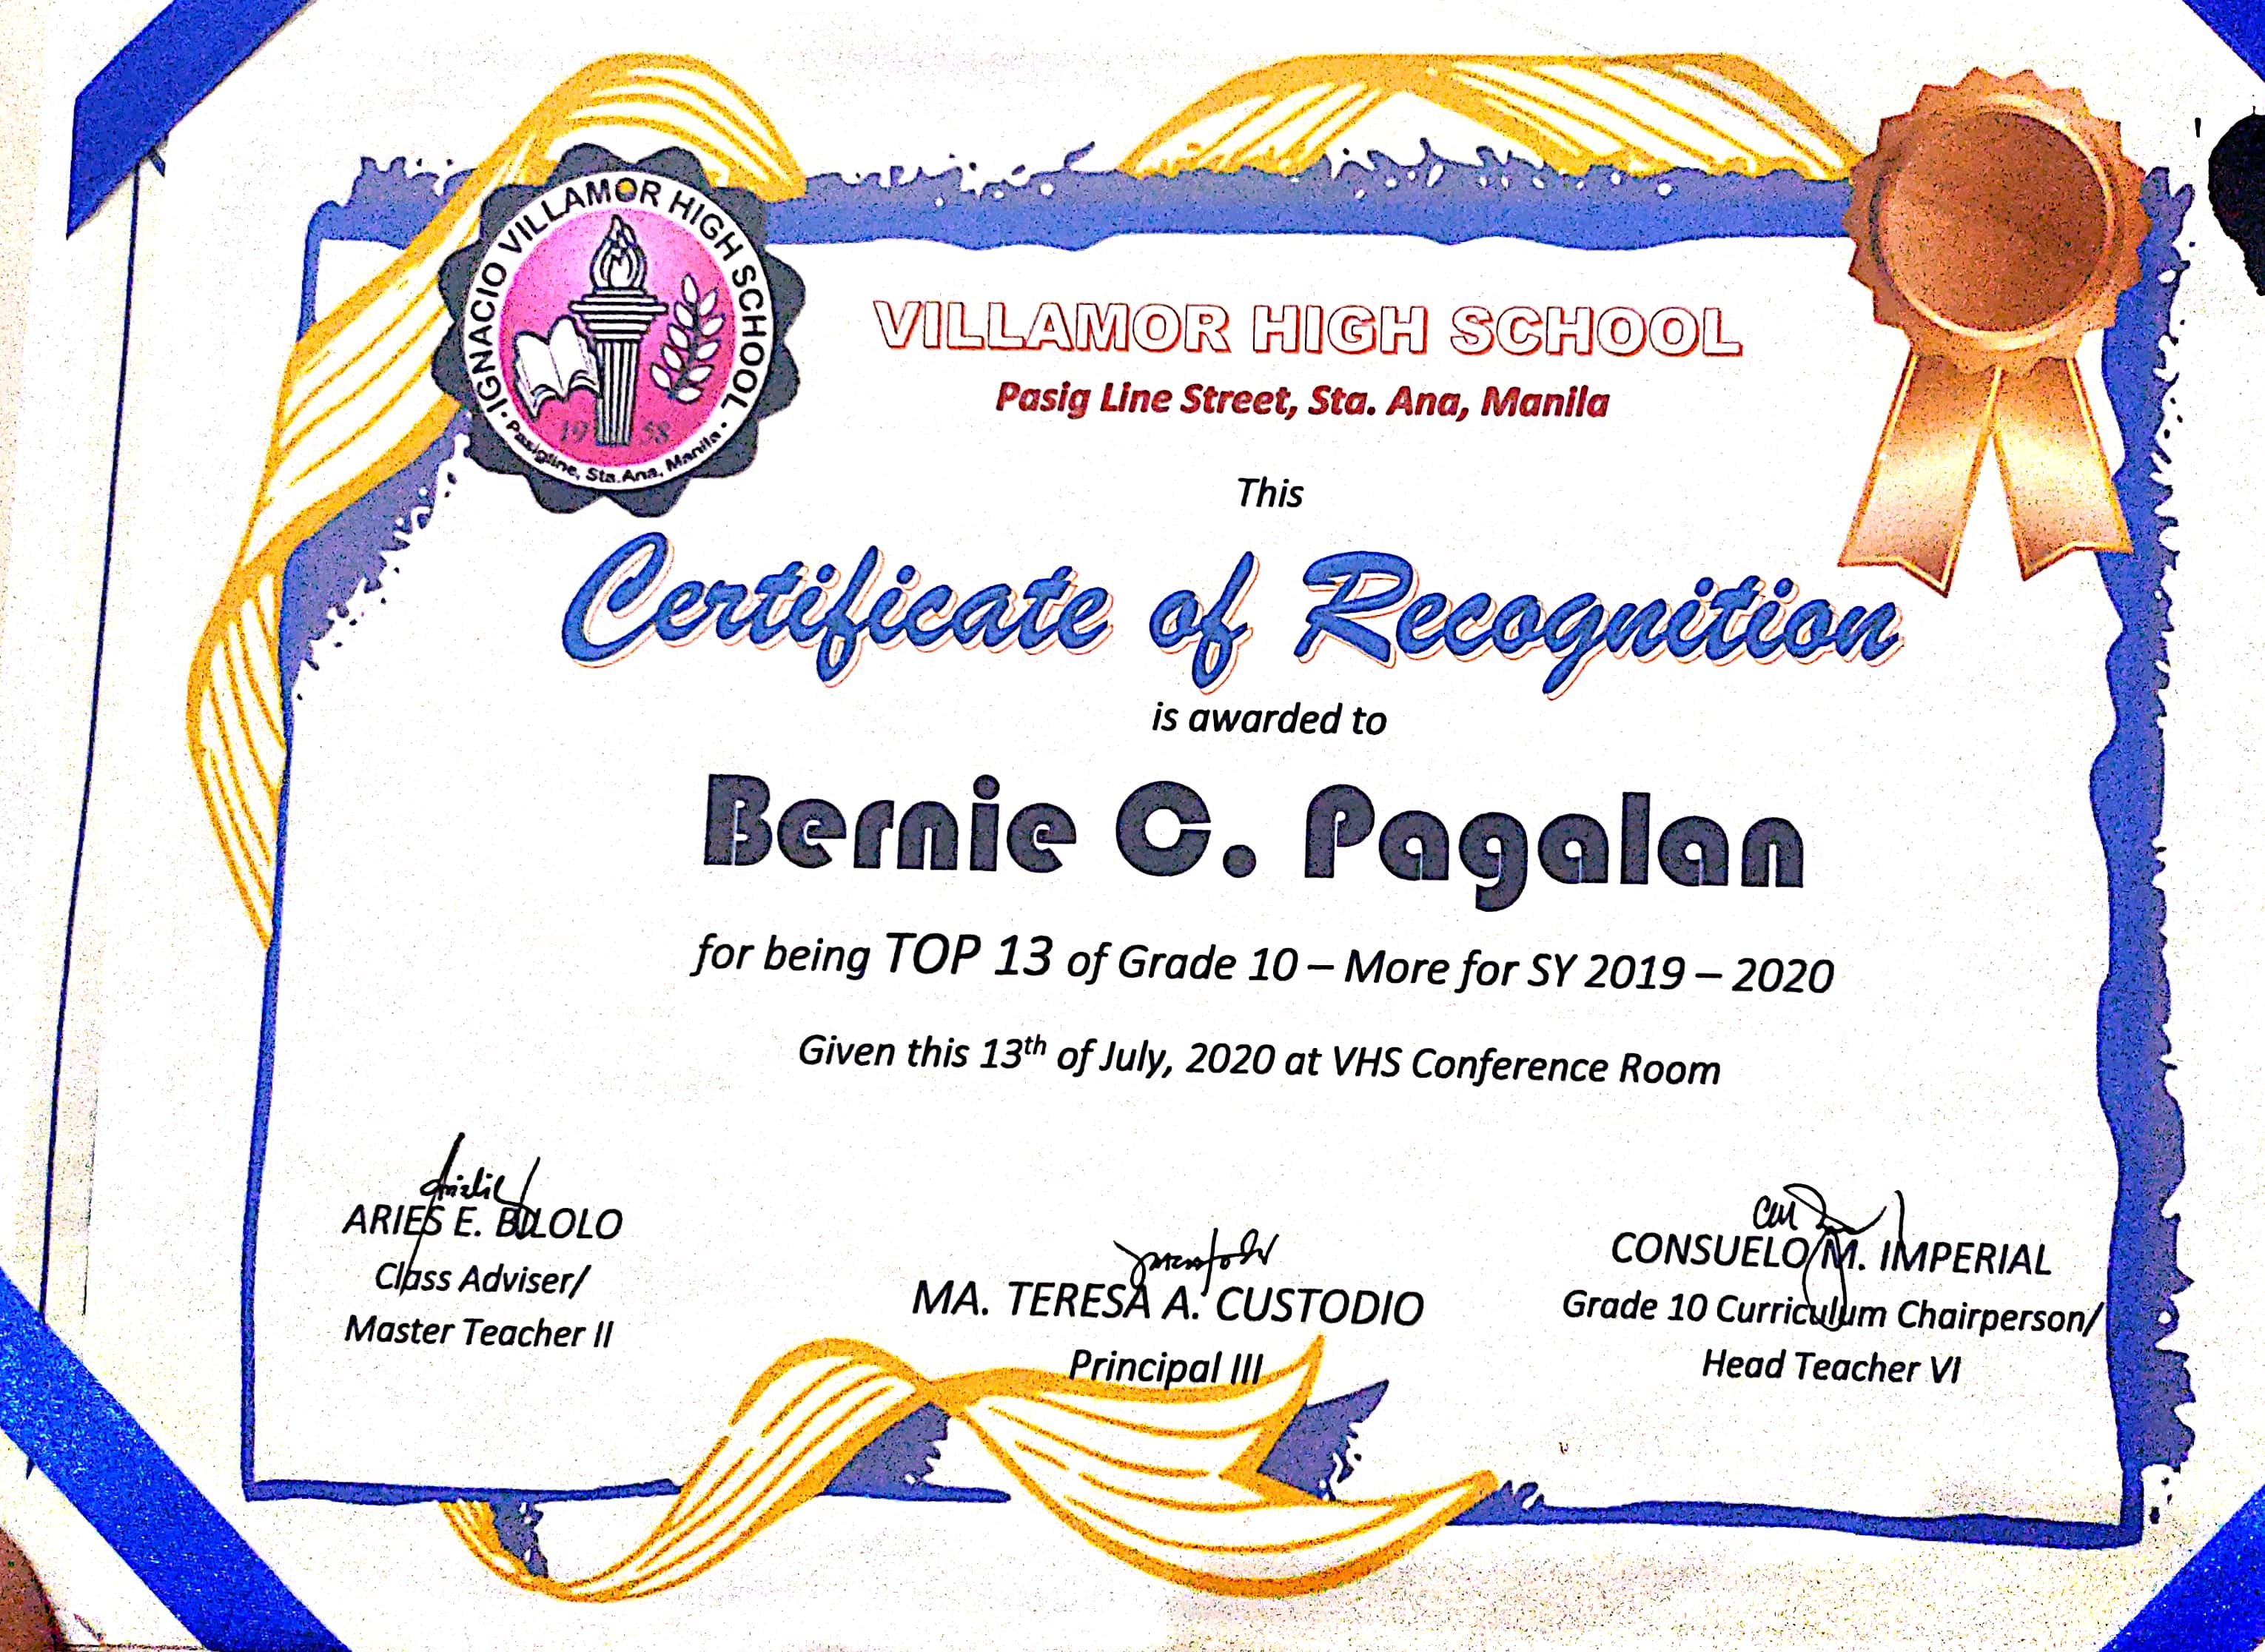 IGNACIO VILLAMOR HIGH SCHOOL
19 58
Pasigline, Sta.Ana, Manila
VILLAMOR HIGH SCHOOL
Pasig Line Street, Sta. Ana, Manila
This
Certificate of Recognition
is awarded to
Bernie C. Pagalan
for being TOP 13 of Grade 10 – More for SY 2019 – 2020
Given this 13th of July, 2020 at VHS Conference Room
ARIES E. BILOLO
Class Adviser/
Master Teacher II
MA. TERESA A. CUSTODIO
Principal III
CONSUELO M. IMPERIAL
Grade 10 Curriculum Chairperson/
Head Teacher VI